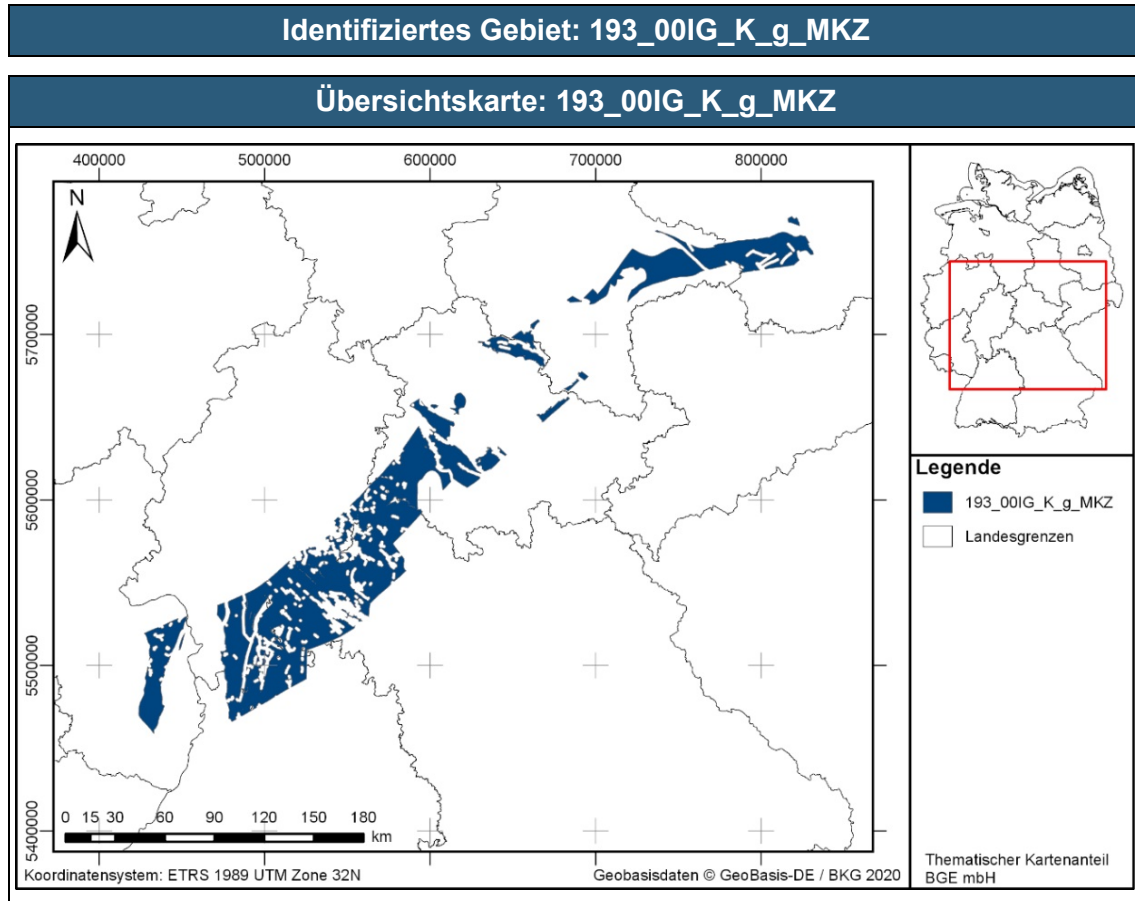 Identifiziertes Gebiet: 193_00IG_K_g_MKZ
Übersichtskarte: 193_00IG_K_g_MKZ
400000 500000 600000 700000 800000
N
5700000
5600000
5500000
5400000
0 15 30 60 90 120 150 180
km
Koordinatensystem: ETRS 1989 UTM Zone 32N
Geobasisdaten © GeoBasis-DE / BKG 2020
Legende
193_00IG_K_g_MKZ
Landesgrenzen
Thematischer Kartenanteil
BGE mbH